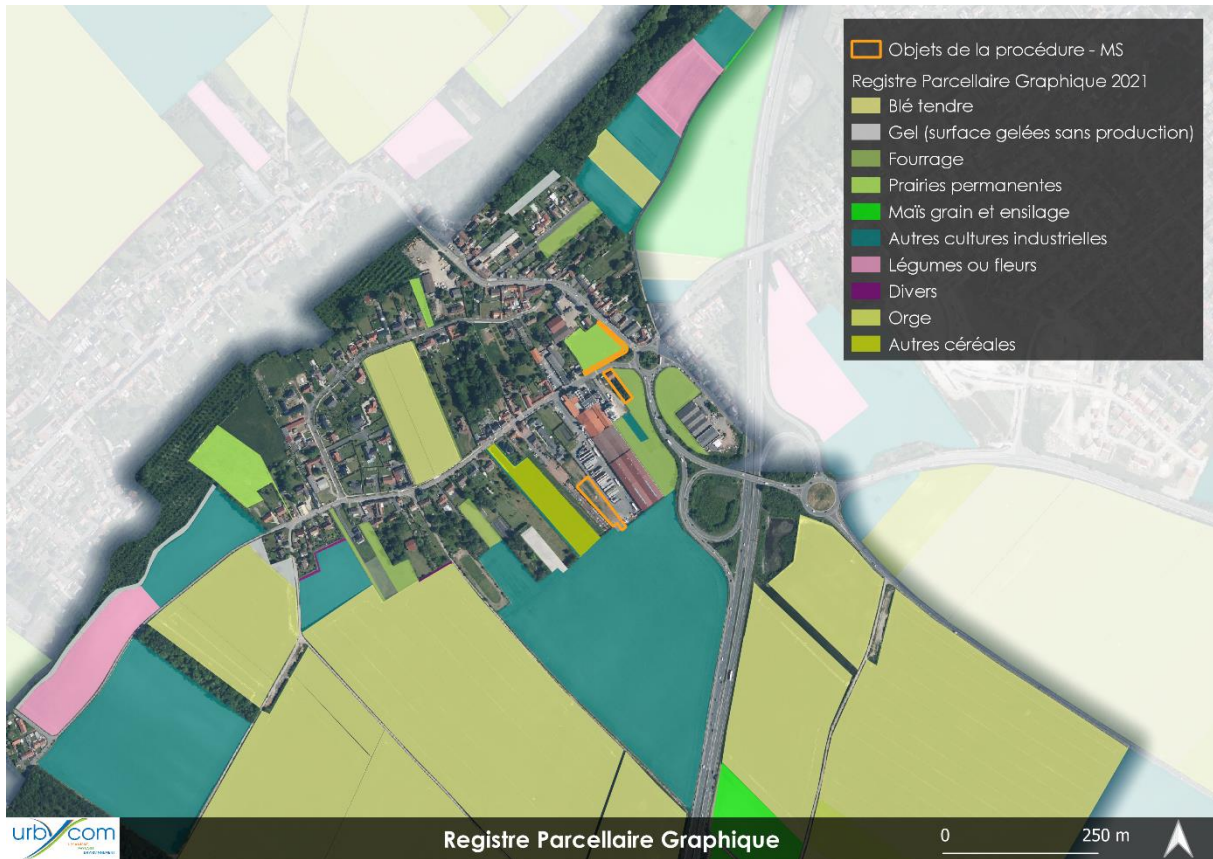 Objets de la procédure - MS
Registre Parcellaire Graphique 2021
Blé tendre
Gel (surface gelées sans production)
Fourrage
Prairies permanentes
Maïs grain et ensilage
Autres cultures industrielles
Légumes ou fleurs
Divers
Orge
Autres céréales
urbycom
Registre Parcellaire Graphique
0 250 m